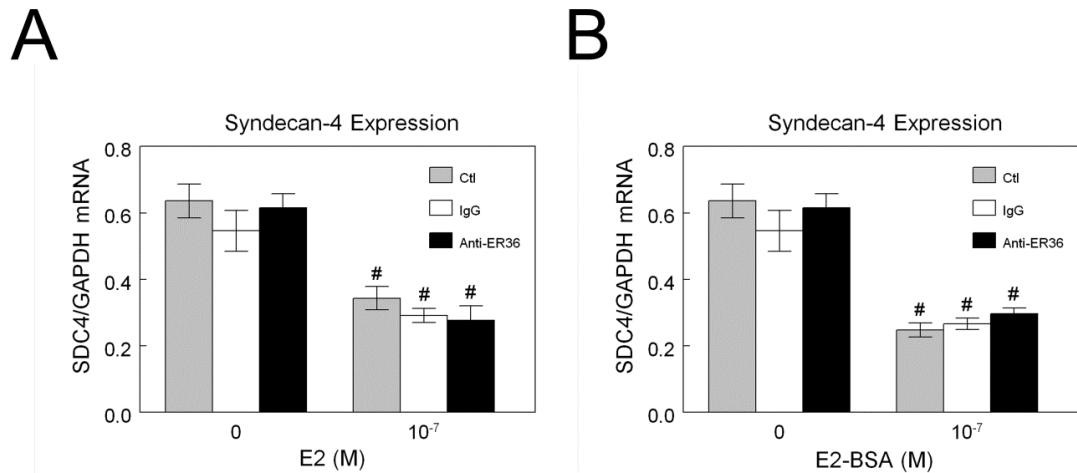 A
Syndecan-4 Expression
SDC4/GAPDH mRNA
0.8
0.6
0.4
0.2
0.0
Ctl
IgG
Anti-ER36
# # #
0 10⁻⁷
E2 (M)
B
Syndecan-4 Expression
SDC4/GAPDH mRNA
0.8
0.6
0.4
0.2
0.0
Ctl
IgG
Anti-ER36
# # #
0 10⁻⁷
E2-BSA (M)